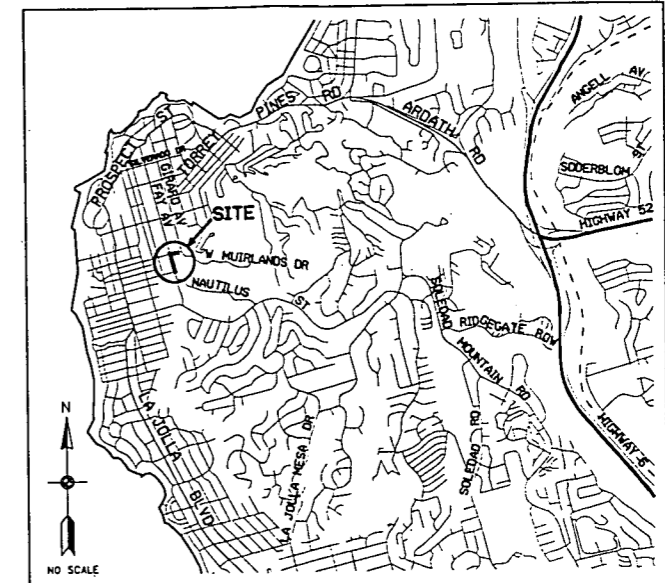 PROSPECT ST
TORREY PINES RD
ARDATH RD
ANGELL AV
SODERBLOM
HIGHWAY 52
GIRARD AV
FAY AV
SITE
W MUIRLANDS DR
NAUTILUS ST
SOLEDAD MOUNTAIN RD
RIDGEGATE ROW
LA JOLLA BLVD
LA JOLLA MESA DR
SOLEDAD RD
HIGHWAY 5
N
NO SCALE